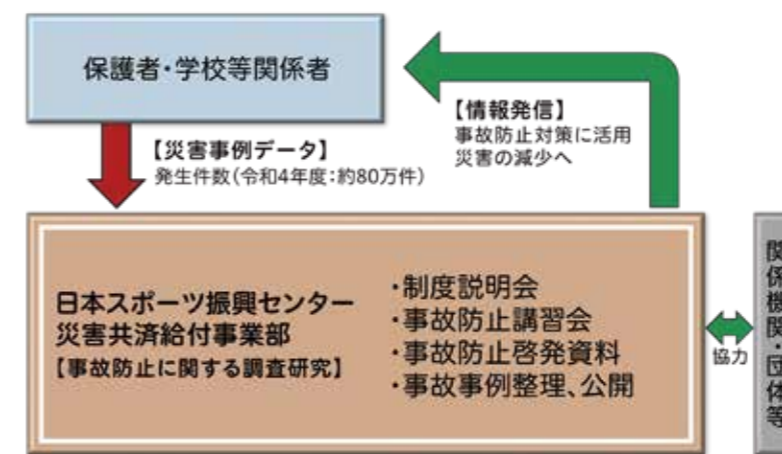 保護者・学校等関係者
【情報発信】
事故防止対策に活用
災害の減少へ
【災害事例データ】
発生件数(令和4年度:約80万件)
日本スポーツ振興センター
災害共済給付事業部
【事故防止に関する調査研究】
・制度説明会
・事故防止講習会
・事故防止啓発資料
・事故事例整理、公開
協力
関係機関・団体等